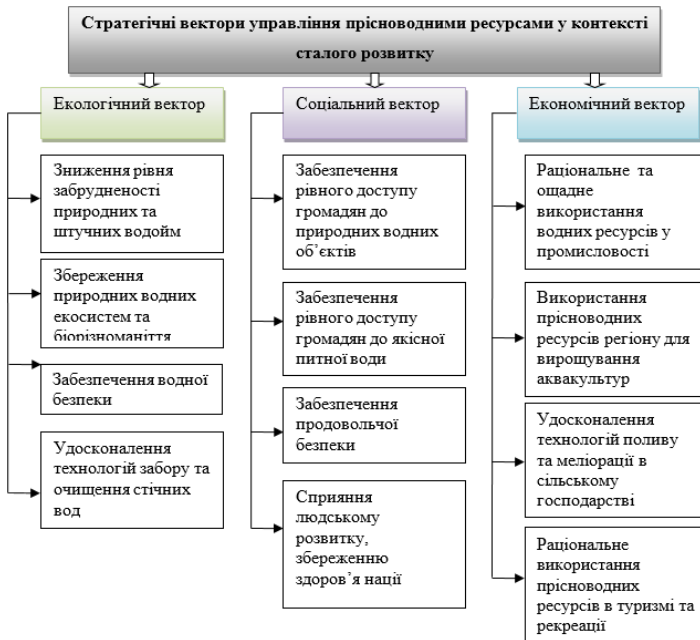 Стратегічні вектори управління прісноводними ресурсами у контексті
сталого розвитку
Екологічний вектор
Зниження рівня
забрудненості
природних та
штучних водойм
Збереження
природних водних
екосистем та
біорізноманіття
Забезпечення водної
безпеки
Удосконалення
технологій забору та
очищення стічних
вод
Соціальний вектор
Забезпечення
рівного доступу
громадян до
природних водних
об’єктів
Забезпечення
рівного доступу
громадян до якісної
питної води
Забезпечення
продовольчої
безпеки
Сприяння
людському
розвитку,
збереженню
здоров’я нації
Економічний вектор
Раціональне та
ощадне
використання
водних ресурсів у
промисловості
Використання
прісноводних
ресурсів регіону для
вирощування
аквакультур
Удосконалення
технологій поливу
та меліорації в
сільському
господарстві
Раціональне
використання
прісноводних
ресурсів в туризмі та
рекреації